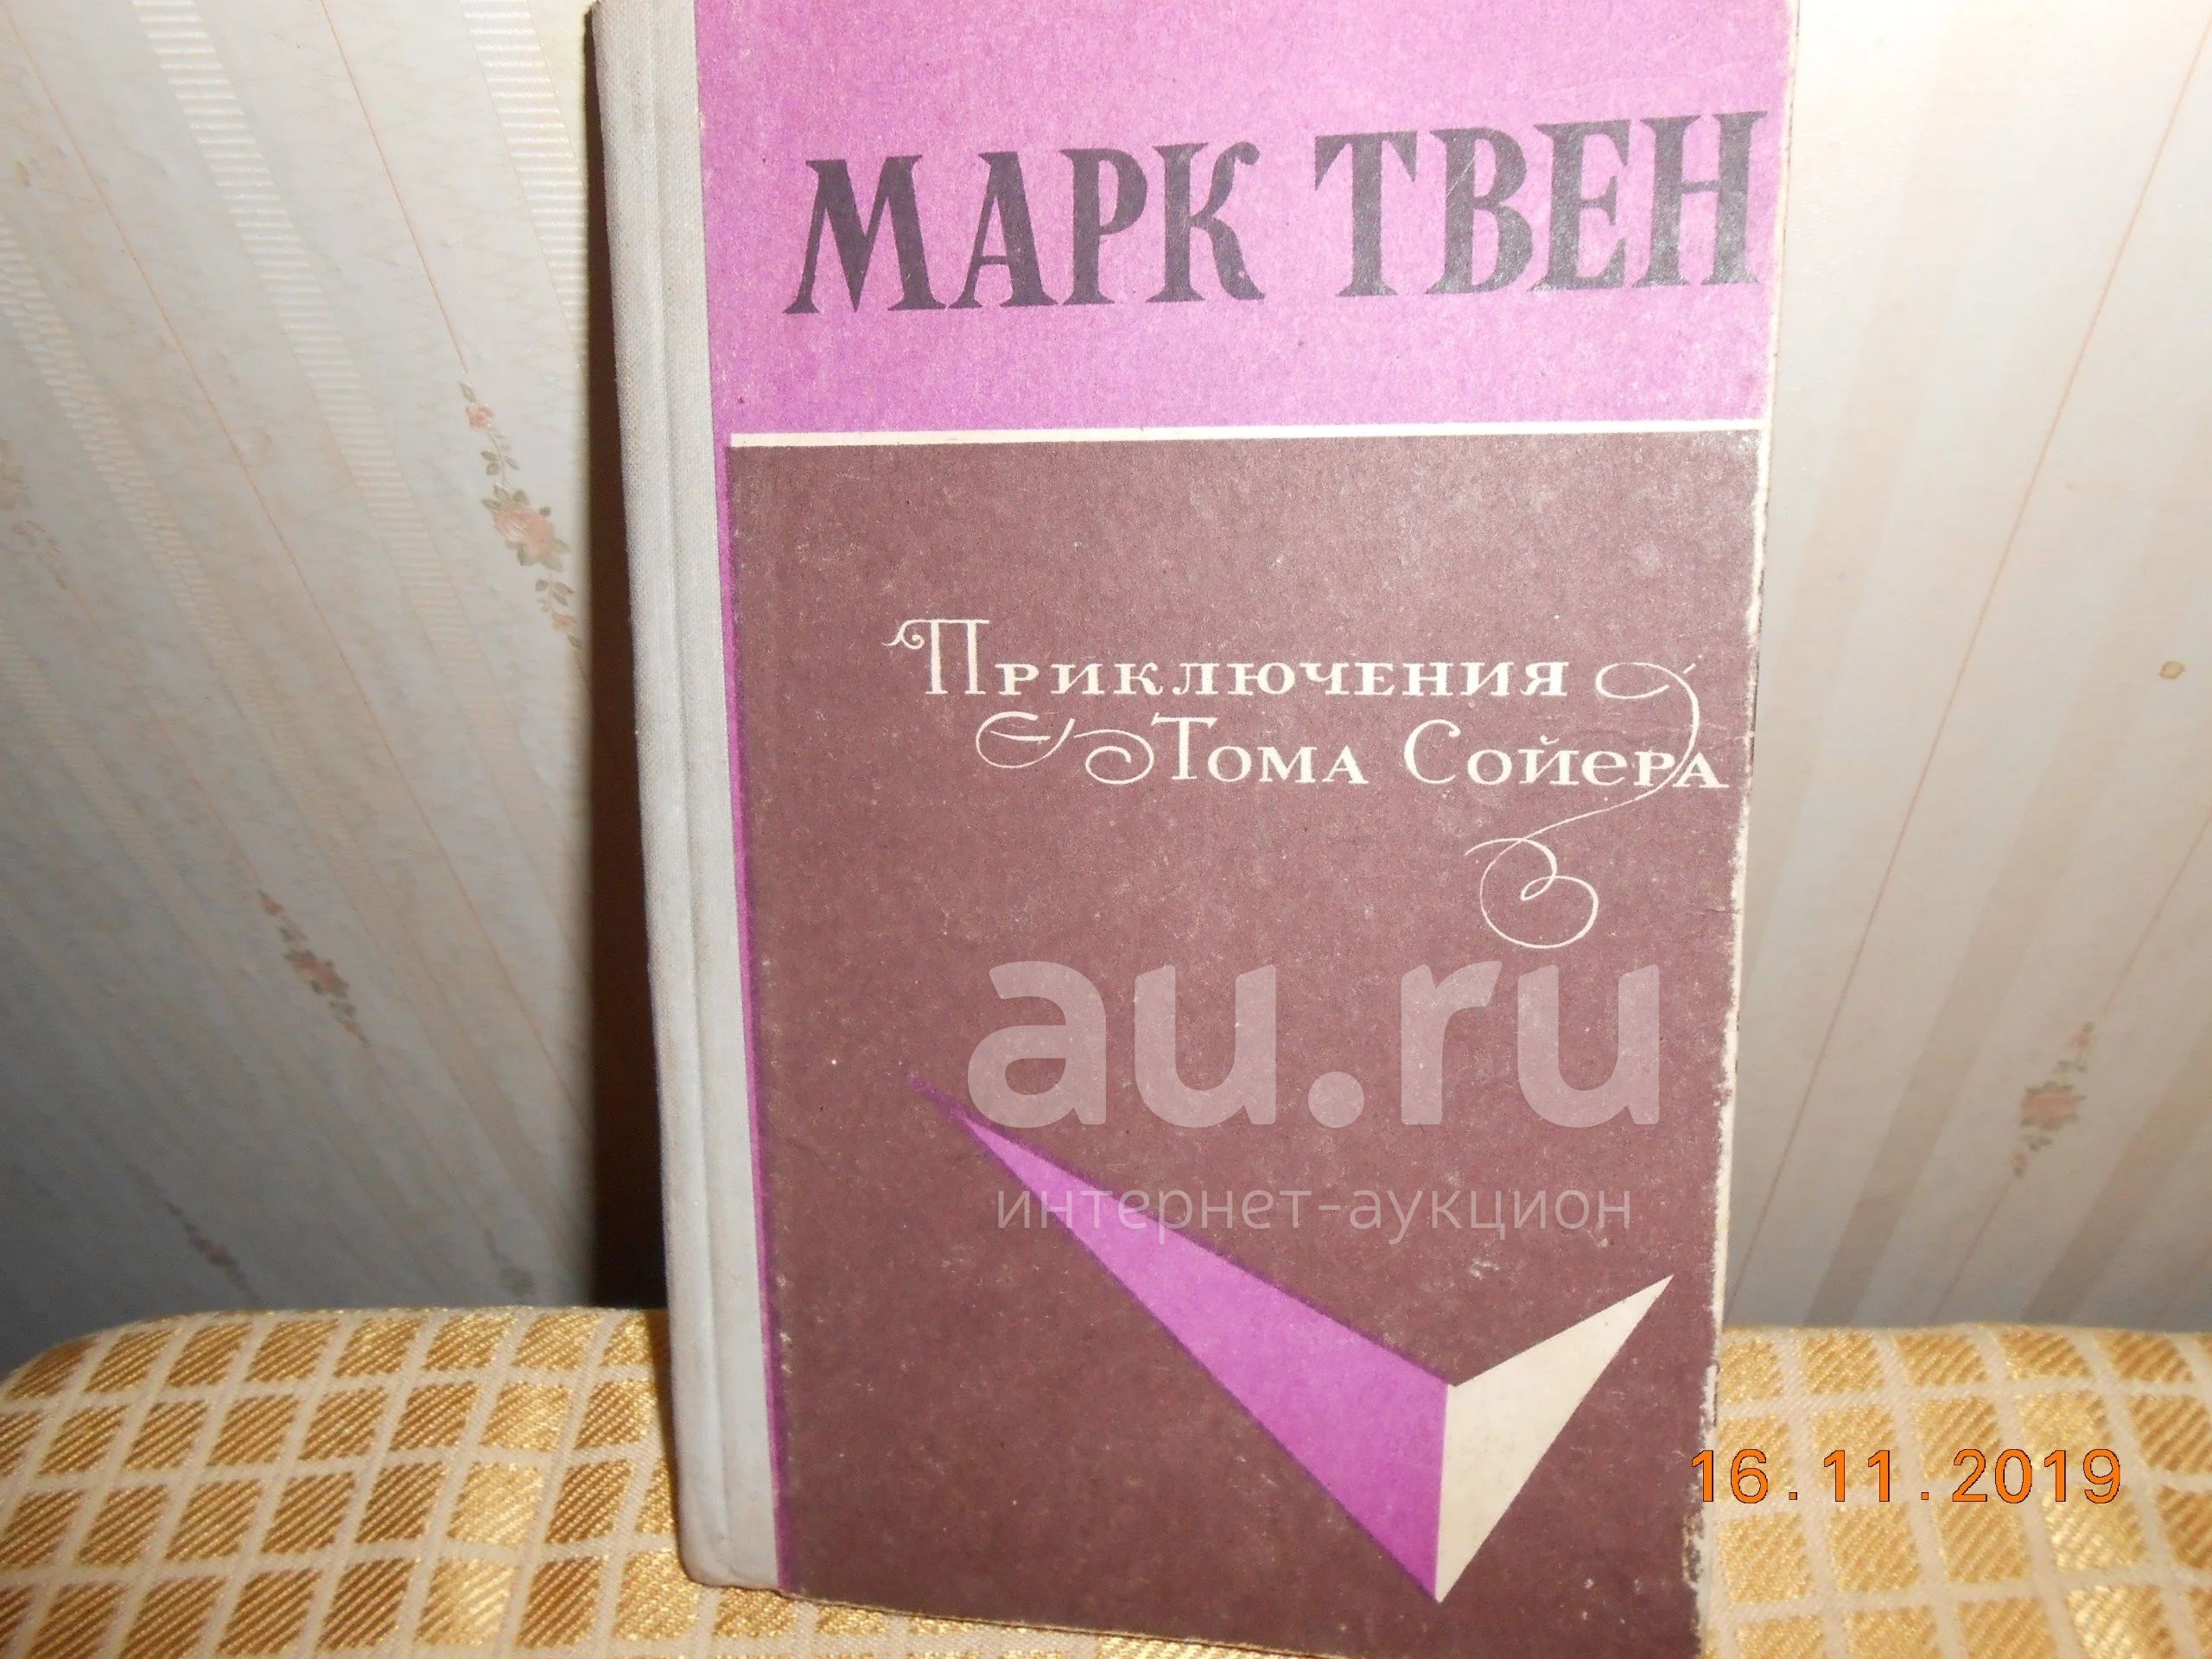 МАРК ТВЕН
Приключения
Тома Сойера
au.ru
интернет-аукцион
16.11.2019